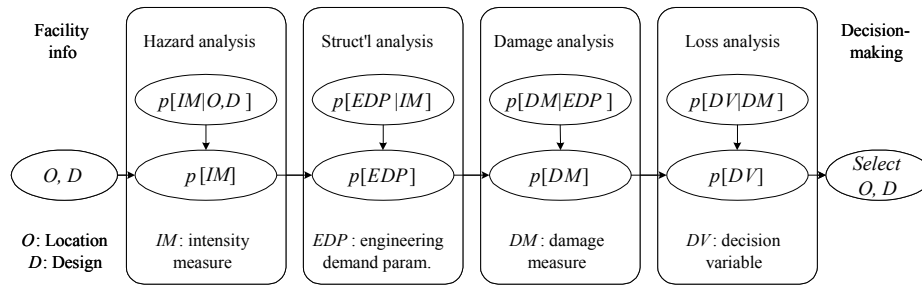 Facility
info
Hazard analysis
Struct'l analysis
Damage analysis
Loss analysis
Decision-
making
p[IM|O,D ]
p[EDP |IM]
p[DM|EDP ]
p[DV|DM]
O, D
p[IM]
p[EDP]
p[DM]
p[DV]
Select
O, D
O: Location
D: Design
IM: intensity
measure
EDP : engineering
demand param.
DM : damage
measure
DV : decision
variable